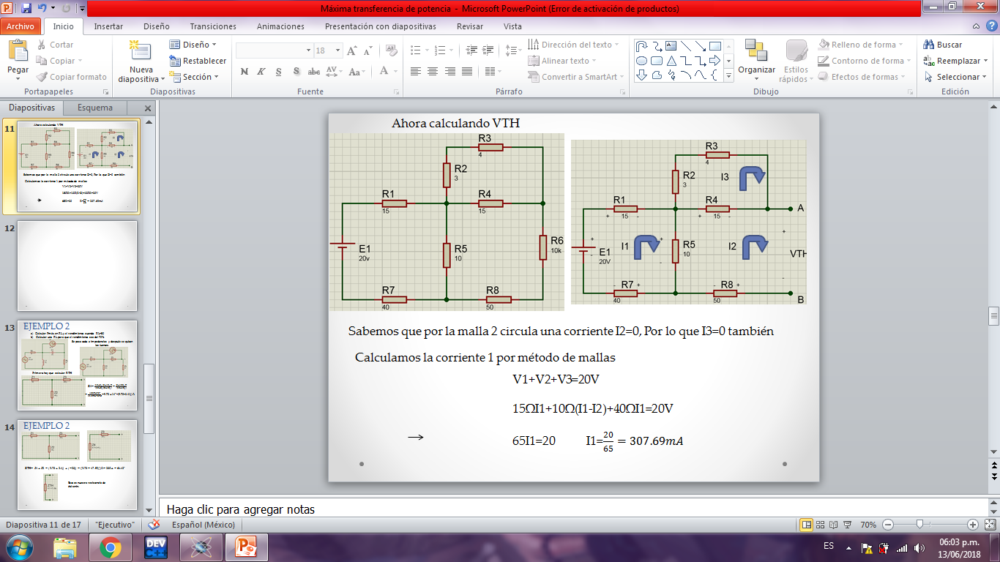 Máxima transferencia de potencia - Microsoft PowerPoint (Error de activación de productos)
Archivo Inicio Insertar Diseño Transiciones Animaciones Presentación con diapositivas Revisar Vista
Pegar
Cortar
Copiar
Copiar formato
Portapapeles
Nueva diapositiva
Diseño
Restablecer
Sección
Diapositivas
18
N K S S abc AV Aa A
Fuente
Dirección del texto
Alinear texto
Convertir a SmartArt
Párrafo
Organizar
Estilos rápidos
Relleno de forma
Contorno de forma
Efectos de formas
Dibujo
Buscar
Reemplazar
Seleccionar
Edición
Diapositivas Esquema
11
Ahora calculando VTH
12
13
EJEMPLO 2
14
EJEMPLO 2
Ahora calculando VTH
R3
4
R2
3
R1
15
R4
15
E1
20v
R5
10
R6
10k
R7
40
R8
50
R3
4
R2
3
I3
R1
+ 15 -
R4
+ 15 -
A
E1
20V
I1
R5
10
I2
VTH
R7
40
R8
50
B
Sabemos que por la malla 2 circula una corriente I2=0, Por lo que I3=0 también
Calculamos la corriente 1 por método de mallas
V1+V2+V3=20V
15ΩI1+10Ω(I1-I2)+40ΩI1=20V
→ 65I1=20 I1=20/65 = 307.69mA
Haga clic para agregar notas
Diapositiva 11 de 17 "Ejecutivo" Español (México) 70%
DEV C++
ES
06:03 p.m.
13/06/2018